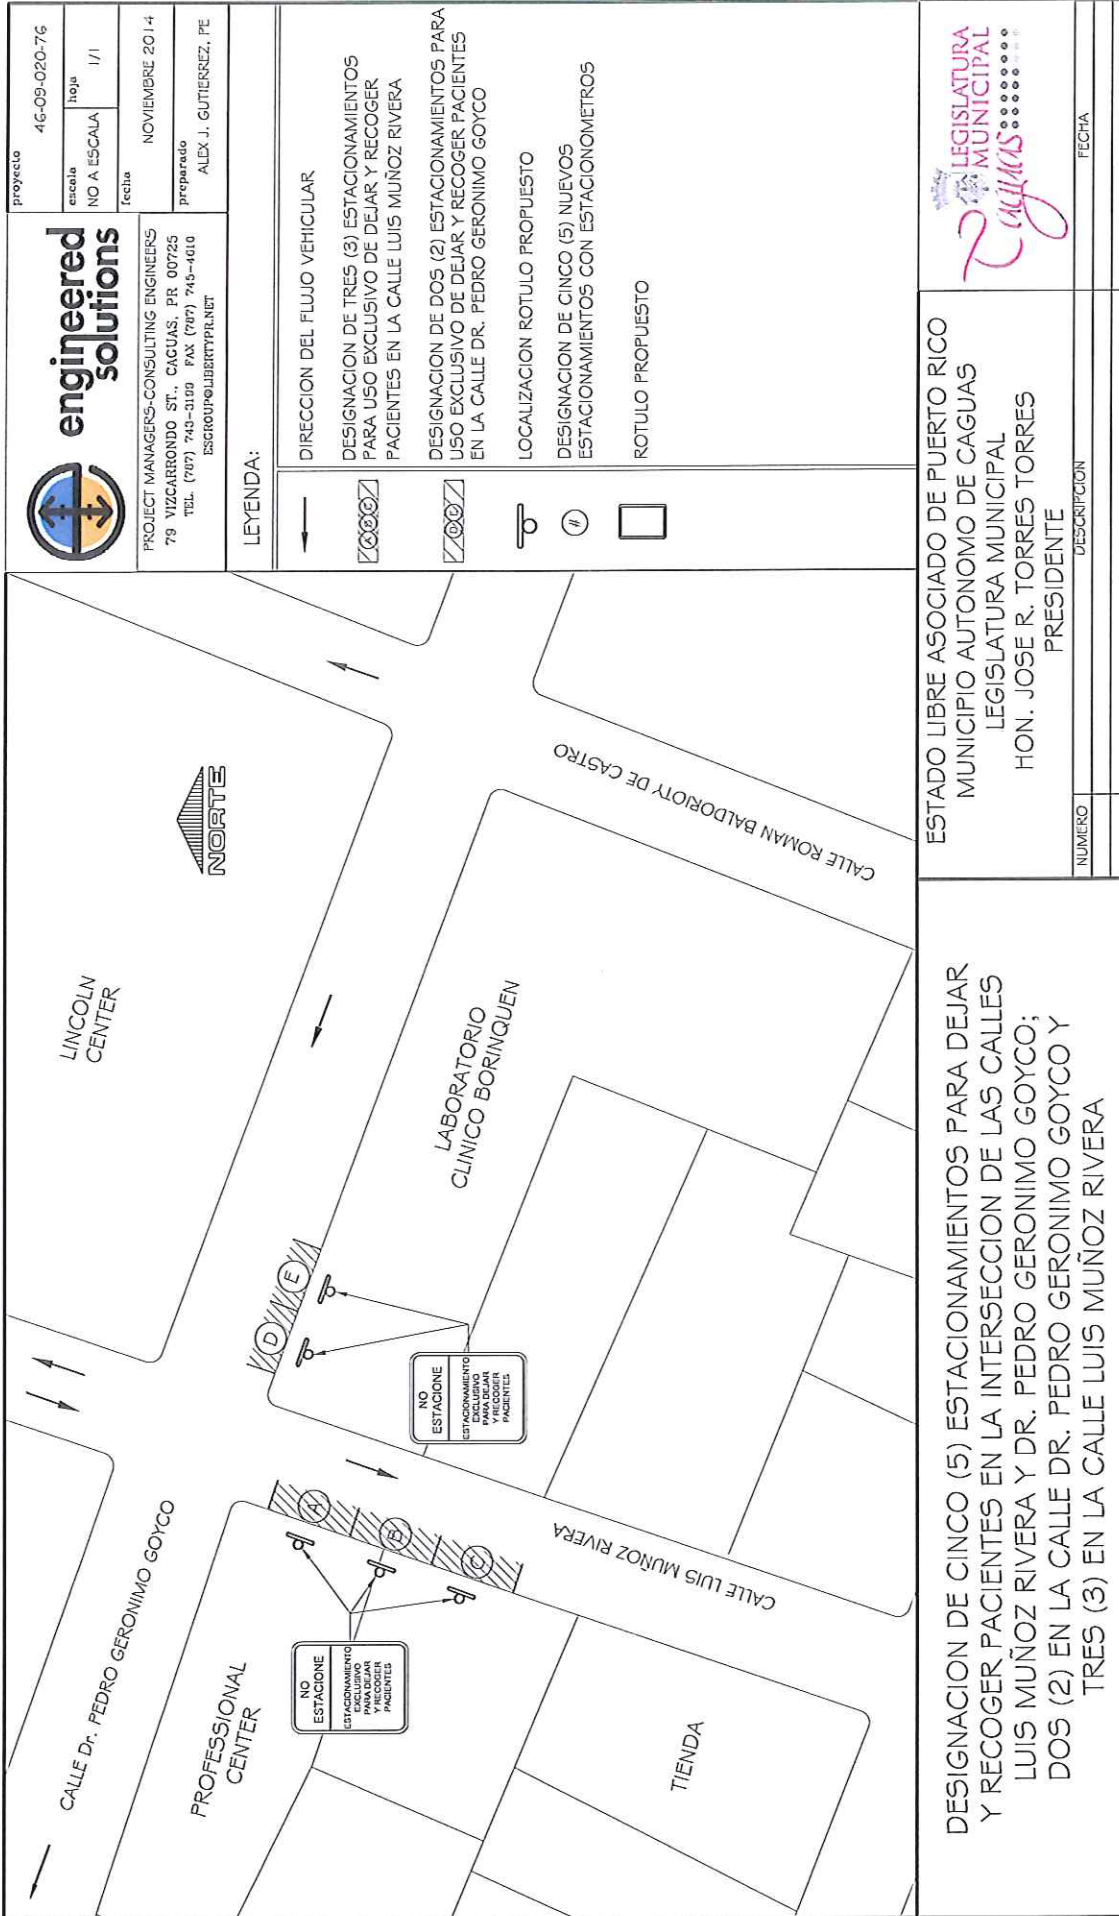 LINCOLN
CENTER
NORTE
CALLE Dr. PEDRO GERONIMO GOYCO
PROFESSIONAL
CENTER
LABORATORIO
CLINICO BORINQUEN
CALLE ROMAN BALDORIOTY DE CASTRO
CALLE LUIS MUÑOZ RIVERA
TIENDA
A
B
C
D
E
NO
ESTACIONE
ESTACIONAMIENTO
EXCLUSIVO
PARA DEJAR
Y RECOGER
PACIENTES
NO
ESTACIONE
ESTACIONAMIENTO
EXCLUSIVO
PARA DEJAR
Y RECOGER
PACIENTES
engineered
solutions
PROJECT MANAGERS-CONSULTING ENGINEERS
79 VIZCARRONDO ST., CAGUAS, PR 00725
TEL. (787) 743-3199 FAX (787) 745-4010
ESGROUP@LIBERTYPR.NET
proyecto
46-09-020-76
escala
NO A ESCALA
hoja
1/1
fecha
NOVIEMBRE 2014
preparado
ALEX J. GUTIERREZ, PE
LEYENDA:
DIRECCION DEL FLUJO VEHICULAR
A B C
DESIGNACION DE TRES (3) ESTACIONAMIENTOS
PARA USO EXCLUSIVO DE DEJAR Y RECOGER
PACIENTES EN LA CALLE LUIS MUÑOZ RIVERA
DESIGNACION DE DOS (2) ESTACIONAMIENTOS PARA
USO EXCLUSIVO DE DEJAR Y RECOGER PACIENTES
EN LA CALLE DR. PEDRO GERONIMO GOYCO
LOCALIZACION ROTULO PROPUESTO
#
DESIGNACION DE CINCO (5) NUEVOS
ESTACIONAMIENTOS CON ESTACIONOMETROS
ROTULO PROPUESTO
DESIGNACION DE CINCO (5) ESTACIONAMIENTOS PARA DEJAR
Y RECOGER PACIENTES EN LA INTERSECCION DE LAS CALLES
LUIS MUÑOZ RIVERA Y DR. PEDRO GERONIMO GOYCO;
DOS (2) EN LA CALLE DR. PEDRO GERONIMO GOYCO Y
TRES (3) EN LA CALLE LUIS MUÑOZ RIVERA
ESTADO LIBRE ASOCIADO DE PUERTO RICO
MUNICIPIO AUTONOMO DE CAGUAS
LEGISLATURA MUNICIPAL
HON. JOSE R. TORRES TORRES
PRESIDENTE
LEGISLATURA
MUNICIPAL
Caguas
NUMERO
DESCRIPCION
FECHA